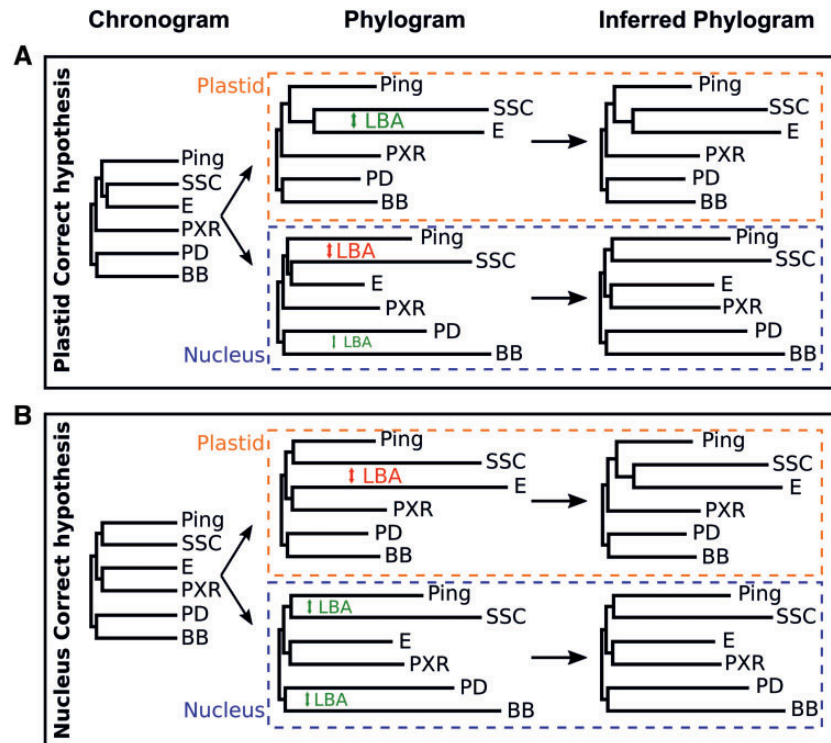 Chronogram Phylogram Inferred Phylogram
A
Plastid Correct hypothesis
Ping
SSC
E
PXR
PD
BB
Plastid
Ping
SSC
LBA
E
PXR
PD
BB
Ping
SSC
E
PXR
PD
BB
Nucleus
Ping
LBA
SSC
E
PXR
PD
LBA
BB
Ping
SSC
E
PXR
PD
BB
B
Nucleus Correct hypothesis
Ping
SSC
E
PXR
PD
BB
Plastid
Ping
SSC
LBA
E
PXR
PD
BB
Ping
SSC
E
PXR
PD
BB
Nucleus
Ping
LBA
SSC
E
PXR
PD
LBA
BB
Ping
SSC
E
PXR
PD
BB